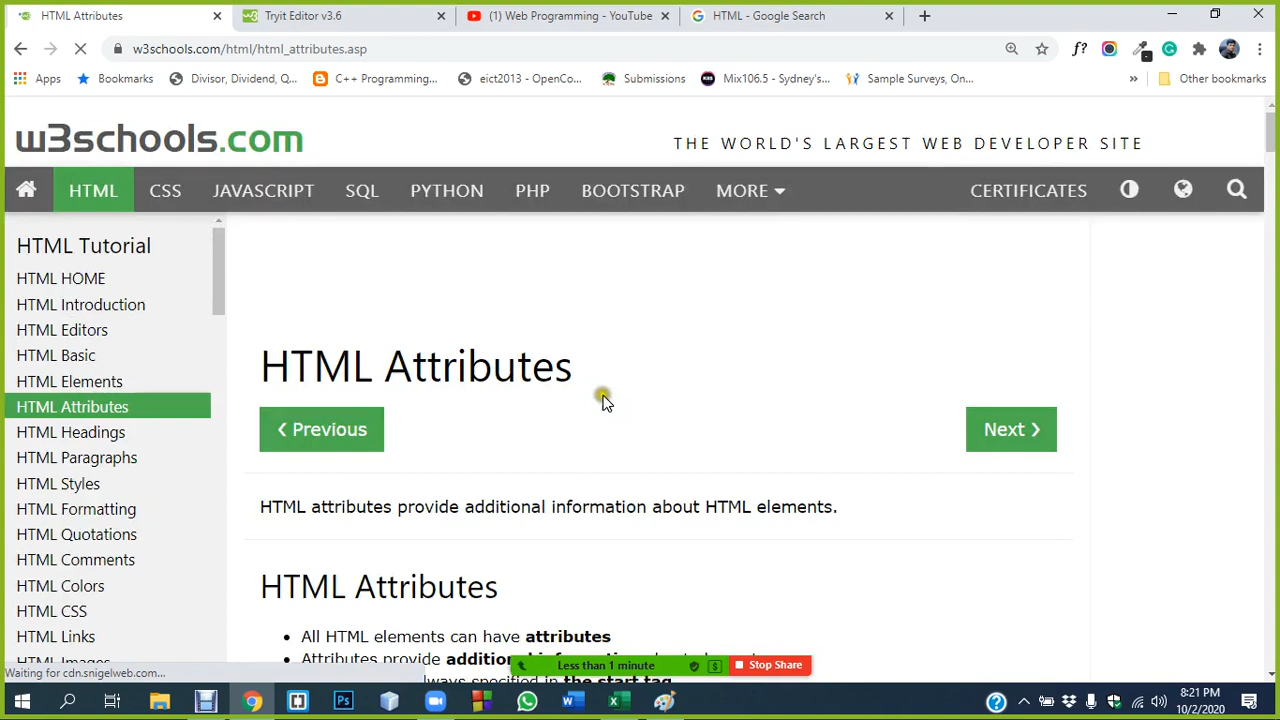 HTML Attributes
Tryit Editor v3.6
(1) Web Programming - YouTube
HTML - Google Search
w3schools.com/html/html_attributes.asp
f?
Apps
Bookmarks
Divisor, Dividend, Q...
C++ Programming...
eict2013 - OpenCo...
Submissions
Mix106.5 - Sydney's...
Sample Surveys, On...
»
Other bookmarks
w3schools.com
THE WORLD'S LARGEST WEB DEVELOPER SITE
HTML
CSS
JAVASCRIPT
SQL
PYTHON
PHP
BOOTSTRAP
MORE
CERTIFICATES
HTML Tutorial
HTML HOME
HTML Introduction
HTML Editors
HTML Basic
HTML Elements
HTML Attributes
HTML Headings
HTML Paragraphs
HTML Styles
HTML Formatting
HTML Quotations
HTML Comments
HTML Colors
HTML CSS
HTML Links
HTML Images
HTML Attributes
❮ Previous
Next ❯
HTML attributes provide additional information about HTML elements.
HTML Attributes
• All HTML elements can have attributes
• Attributes provide
specified in the start tag
Waiting for cdn.snigelweb.com...
Less than 1 minute
Stop Share
8:21 PM
10/2/2020